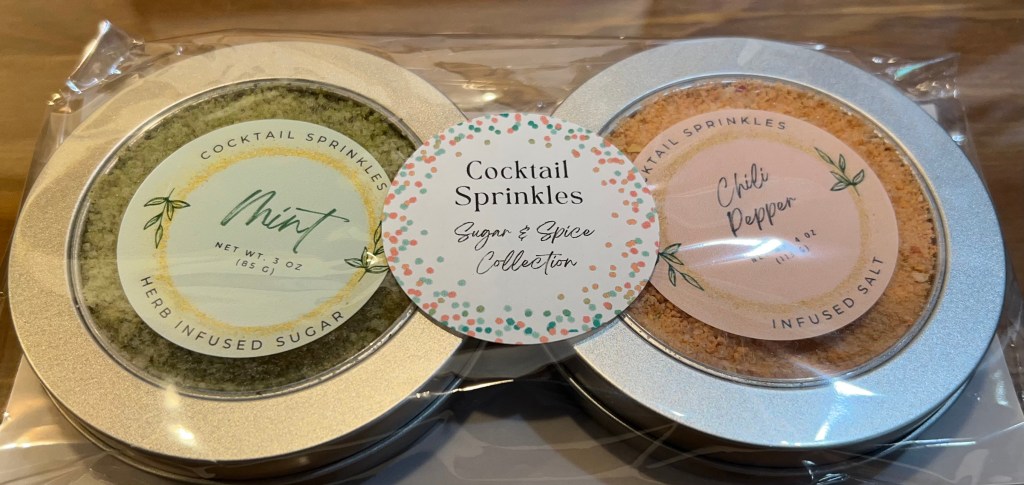 COCKTAIL SPRINKLES
Mint
NET WT. 3 OZ
(85 G)
HERB INFUSED SUGAR
Cocktail
Sprinkles
Sugar & Spice
Collection
SPRINKLES
Chili
Pepper
OZ
INFUSED SALT